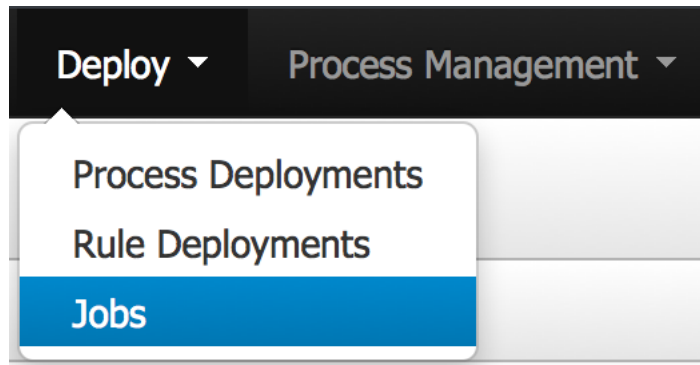 Deploy Process Management
Process Deployments
Rule Deployments
Jobs